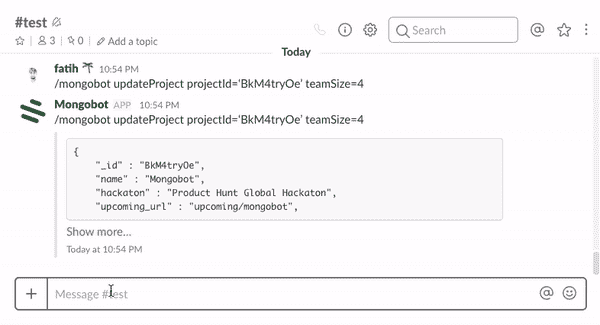 #test
3
0
Add a topic
Search
Today
fatih 10:54 PM
/mongobot updateProject projectId='BkM4tryOe' teamSize=4
Mongobot APP 10:54 PM
/mongobot updateProject projectId='BkM4tryOe' teamSize=4
{
"_id" : "BkM4tryOe",
"name" : "Mongobot",
"hackaton" : "Product Hunt Global Hackaton",
"upcoming_url" : "upcoming/mongobot",
Show more...
Today at 10:54 PM
Message #test